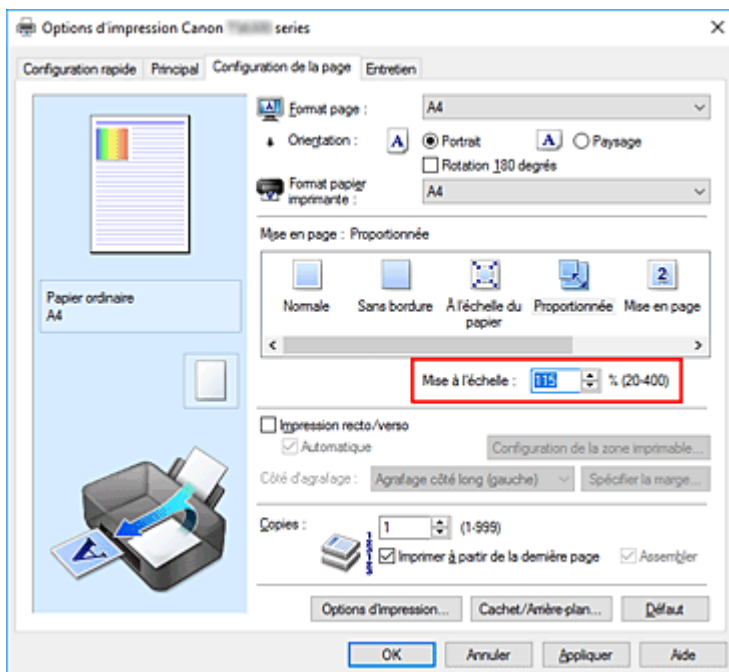 Options d'impression Canon series
Configuration rapide Principal Configuration de la page Entretien
Format page : A4
Orientation : A Portrait A Paysage
Rotation 180 degrés
Format papier imprimante : A4
Mise en page : Proportionnée
Normale Sans bordure À l'échelle du papier Proportionnée 2 Mise en page
Papier ordinaire
A4
Mise à l'échelle : 115 % (20-400)
Impression recto/verso
Automatique Configuration de la zone imprimable...
Côté d'agrafage : Agrafage côté long (gauche) Spécifier la marge...
Copies : 1 (1-999)
Imprimer à partir de la dernière page Assembler
Options d'impression... Cachet/Arrière-plan... Défaut
OK Annuler Appliquer Aide